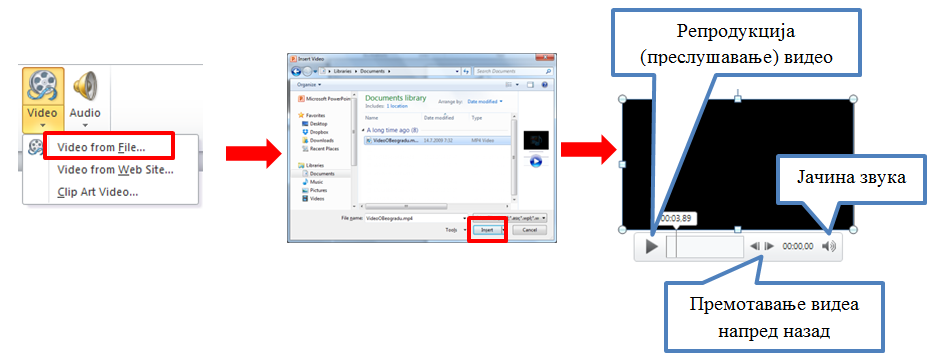 Video
Audio
Video from File...
Video from Web Site...
Clip Art Video...
Insert Video
Libraries
Documents
Search Documents
Organize
Microsoft PowerPoint
Favorites
Desktop
Dropbox
Downloads
Recent Places
Libraries
Documents
Music
Pictures
Videos
Documents library
Includes: 1 location
Arrange by: Date modified
Name
Date modified
Type
A long time ago (8)
VideoOBeogradu.m...
24.7.2009 7:32
MP4 Video
File name: VideoOBeogradu.mp4
Tools
Insert
Cancel
Репродукција
(преслушавање) видео
Јачина звука
00:03,89
00:00,00
Премотавање видеа
напред назад